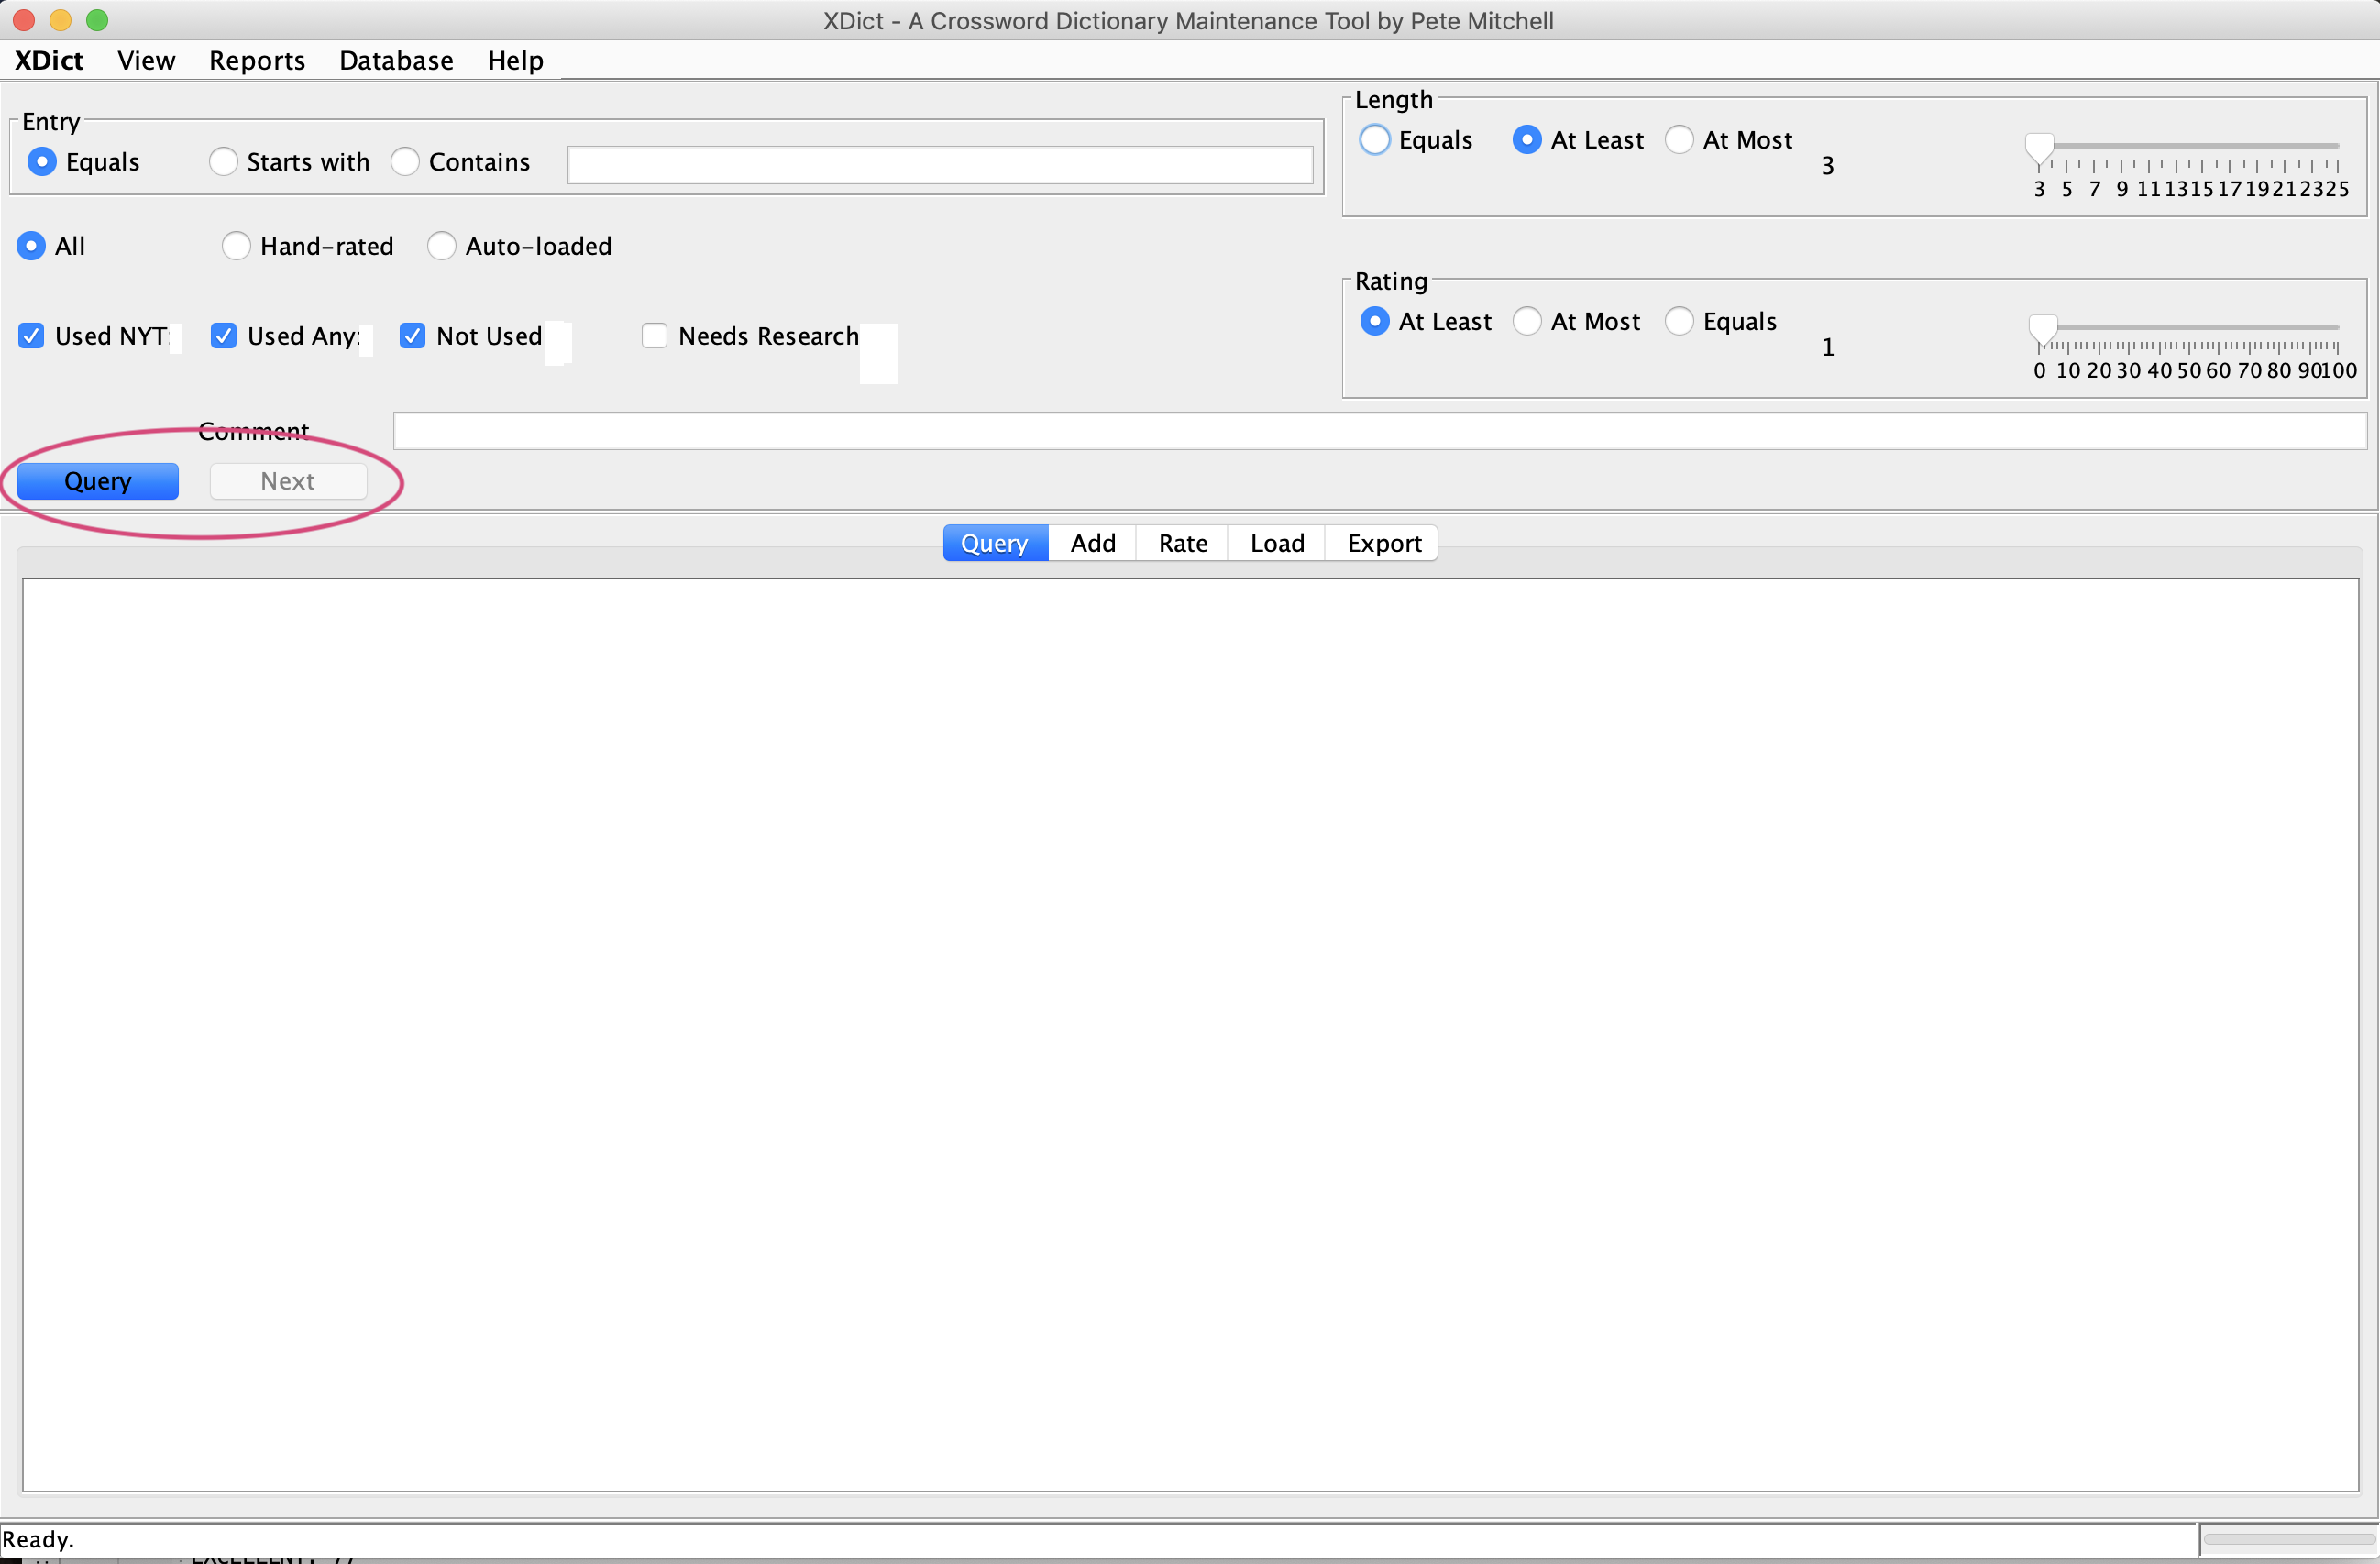 XDict - A Crossword Dictionary Maintenance Tool by Pete Mitchell
XDict View Reports Database Help
Entry
Equals Starts with Contains
Length
Equals At Least At Most 3
3 5 7 9 11 13 15 17 19 21 23 25
All Hand-rated Auto-loaded
Rating
At Least At Most Equals 1
0 10 20 30 40 50 60 70 80 90 100
Used NYT: Used Any: Not Used: Needs Research
Comment
Query Next
Query Add Rate Load Export
Ready.